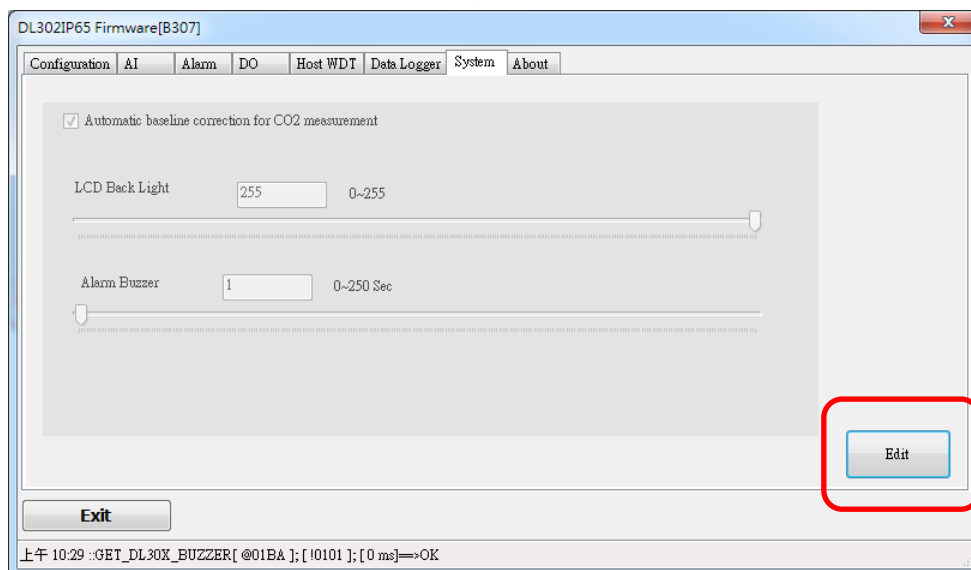 DL302IP65 Firmware[B307]
Configuration AI Alarm DO Host WDT Data Logger System About
Automatic baseline correction for CO2 measurement
LCD Back Light 255 0~255
Alarm Buzzer 1 0~250 Sec
Edit
Exit
上午 10:29 ::GET_DL30X_BUZZER[ @01BA ]; [ !0101 ]; [ 0 ms]==>OK